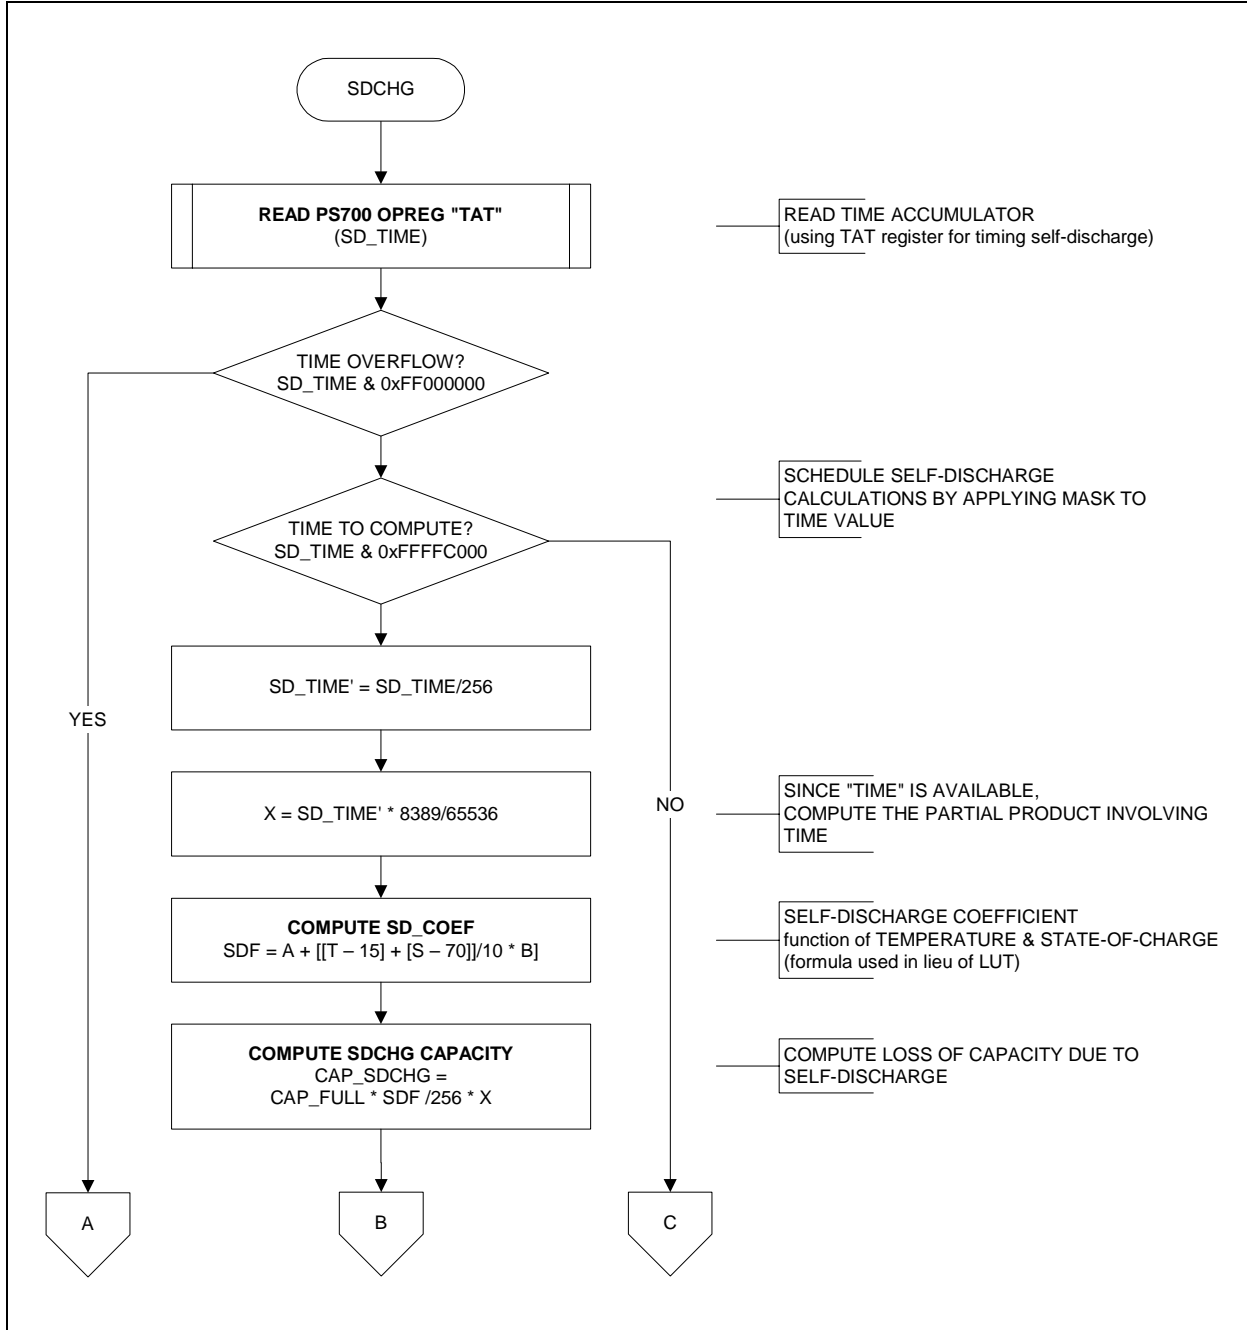 SDCHG
READ PS700 OPREG "TAT"
(SD_TIME)
READ TIME ACCUMULATOR
(using TAT register for timing self-discharge)
TIME OVERFLOW?
SD_TIME & 0xFF000000
SCHEDULE SELF-DISCHARGE
CALCULATIONS BY APPLYING MASK TO
TIME VALUE
TIME TO COMPUTE?
SD_TIME & 0xFFFFC000
SD_TIME' = SD_TIME/256
YES
X = SD_TIME' * 8389/65536
NO
SINCE "TIME" IS AVAILABLE,
COMPUTE THE PARTIAL PRODUCT INVOLVING
TIME
COMPUTE SD_COEF
SDF = A + [[T – 15] + [S – 70]]/10 * B]
SELF-DISCHARGE COEFFICIENT
function of TEMPERATURE & STATE-OF-CHARGE
(formula used in lieu of LUT)
COMPUTE SDCHG CAPACITY
CAP_SDCHG =
CAP_FULL * SDF /256 * X
COMPUTE LOSS OF CAPACITY DUE TO
SELF-DISCHARGE
A
B
C